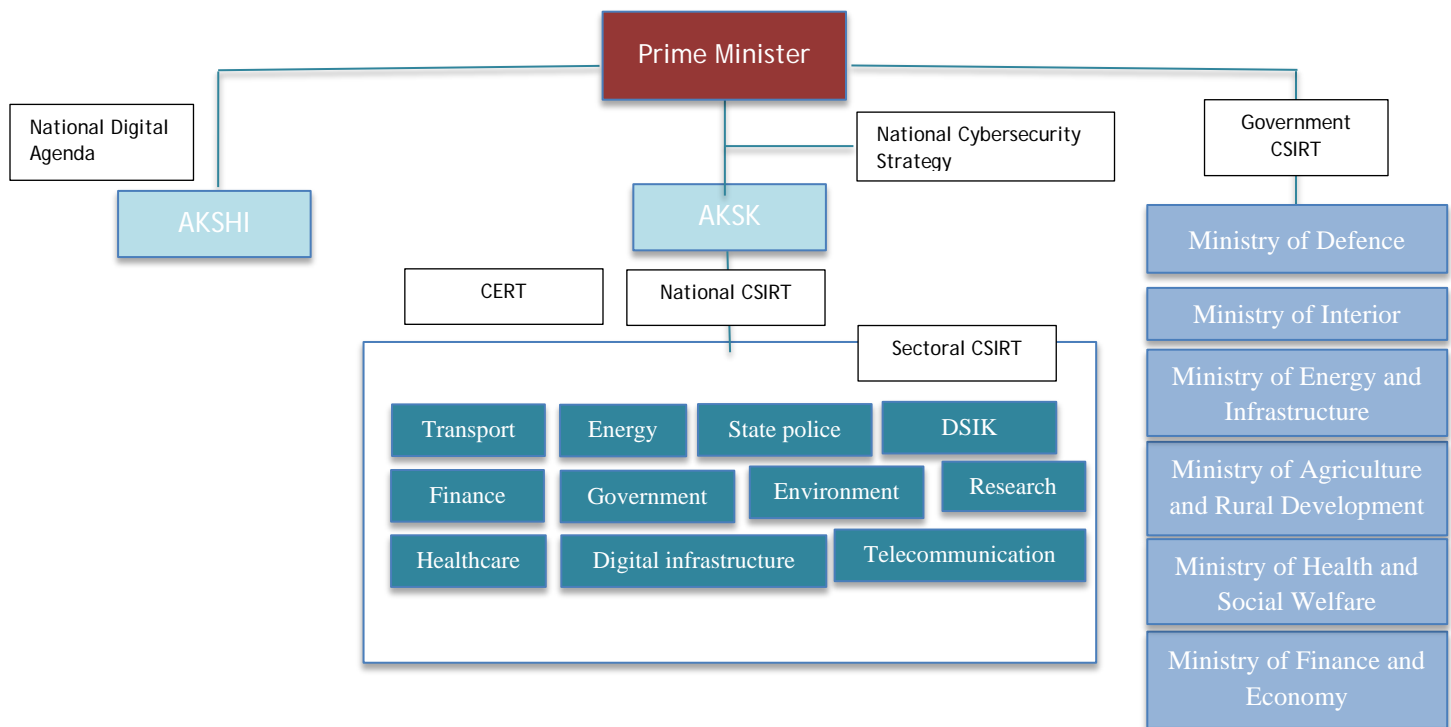 Prime Minister
National Digital
Agenda
National Cybersecurity
Strategy
Government
CSIRT
AKSHI
AKSK
CERT
National CSIRT
Sectoral CSIRT
Transport
Energy
State police
DSIK
Finance
Government
Environment
Research
Healthcare
Digital infrastructure
Telecommunication
Ministry of Defence
Ministry of Interior
Ministry of Energy and
Infrastructure
Ministry of Agriculture
and Rural Development
Ministry of Health and
Social Welfare
Ministry of Finance and
Economy